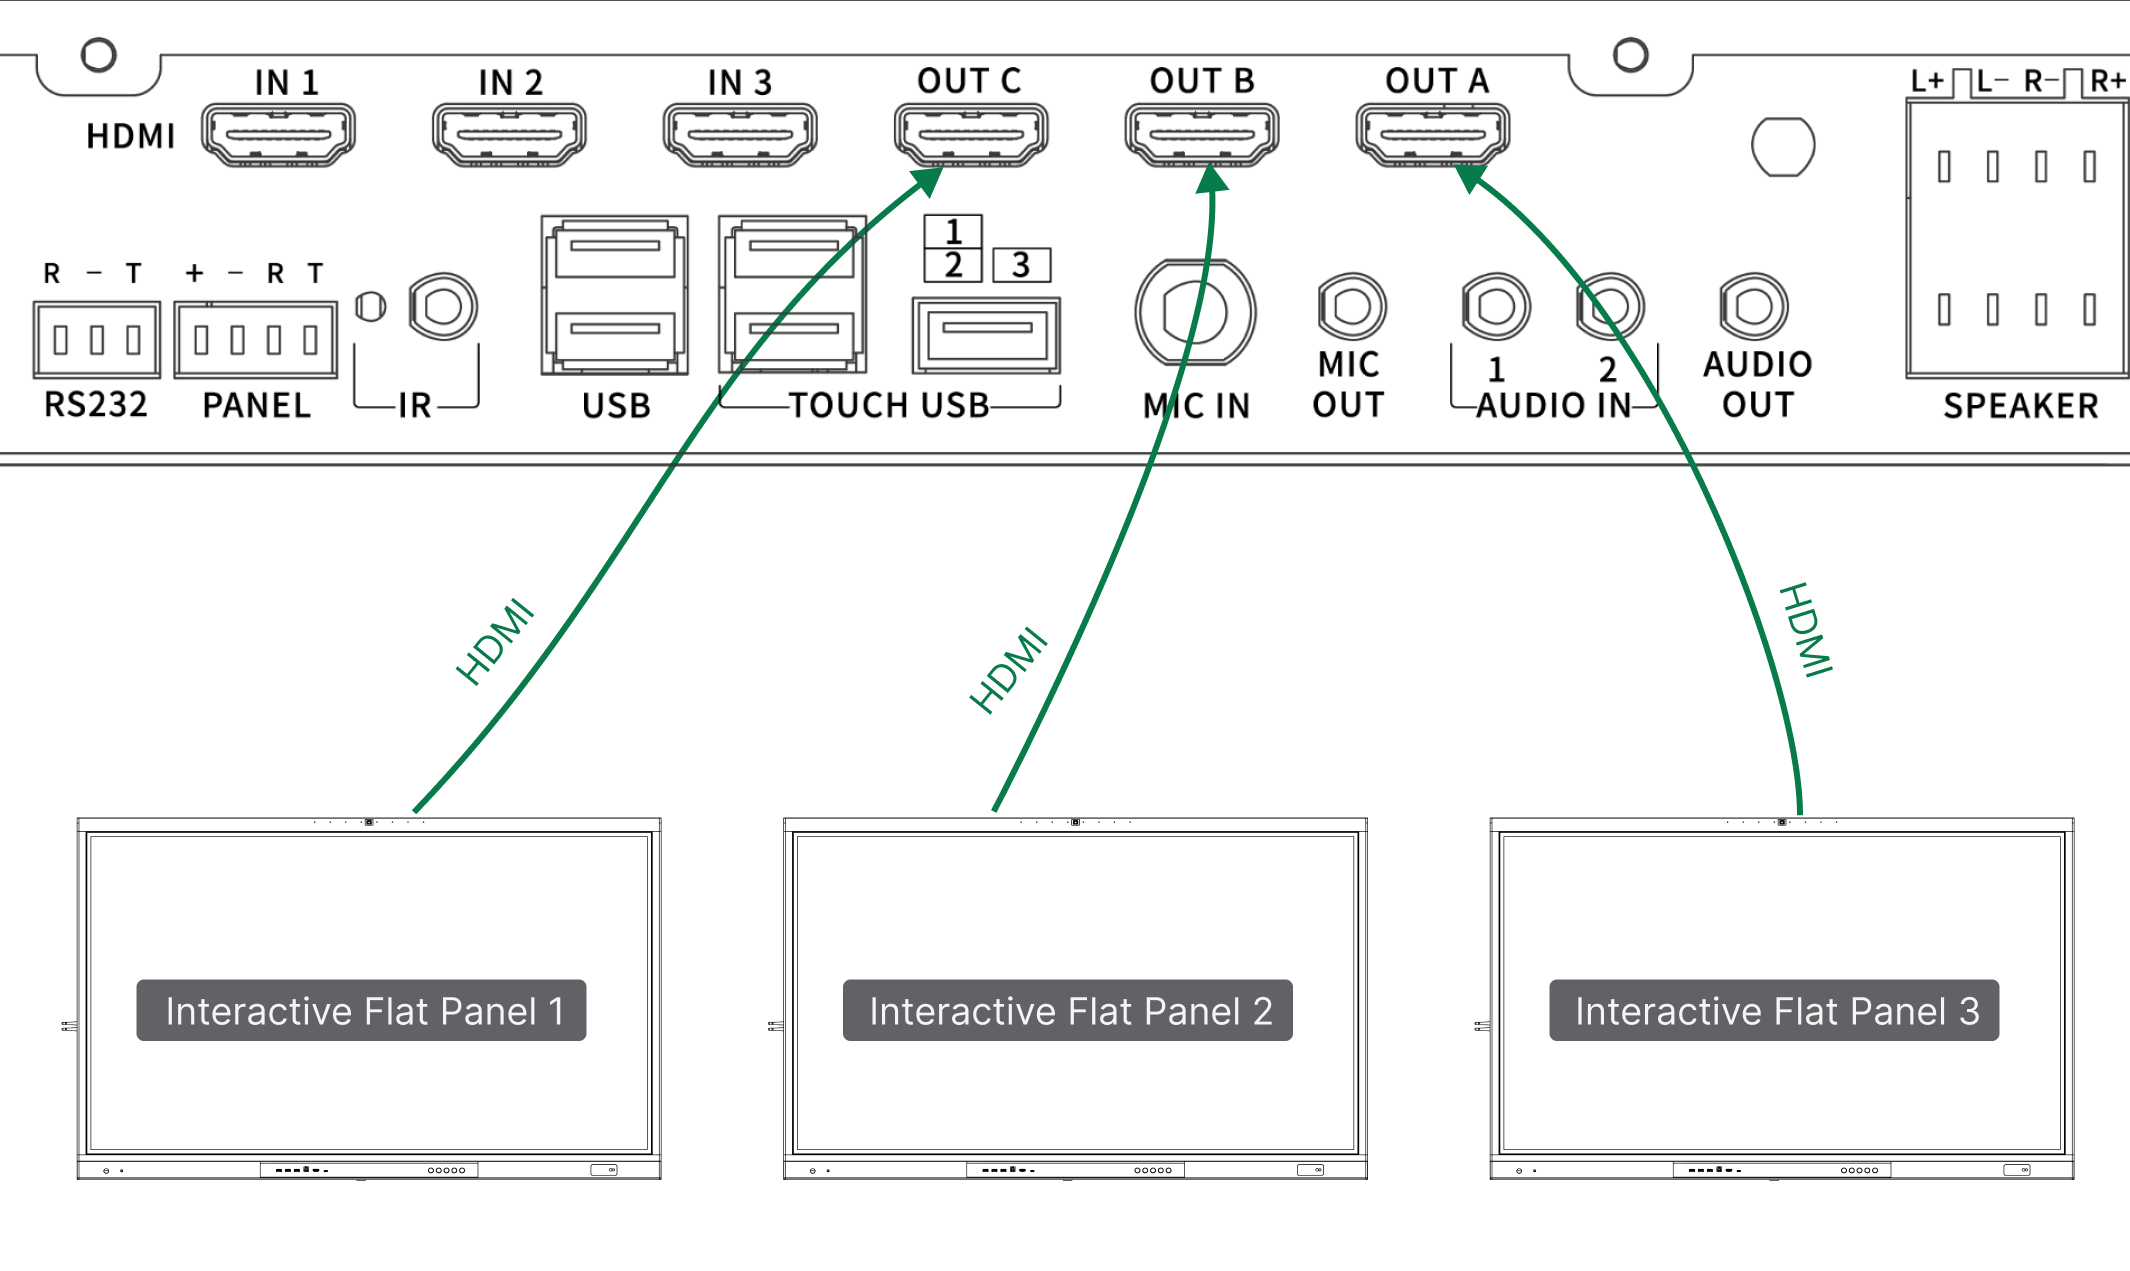 IN 1 IN 2 IN 3 OUT C OUT B OUT A L+ L− R− R+
HDMI
1
2 3
R − T + − R T
MIC OUT
1 2
AUDIO OUT
RS232 PANEL IR USB TOUCH USB MIC IN AUDIO IN SPEAKER
HDMI HDMI HDMI
Interactive Flat Panel 1 Interactive Flat Panel 2 Interactive Flat Panel 3